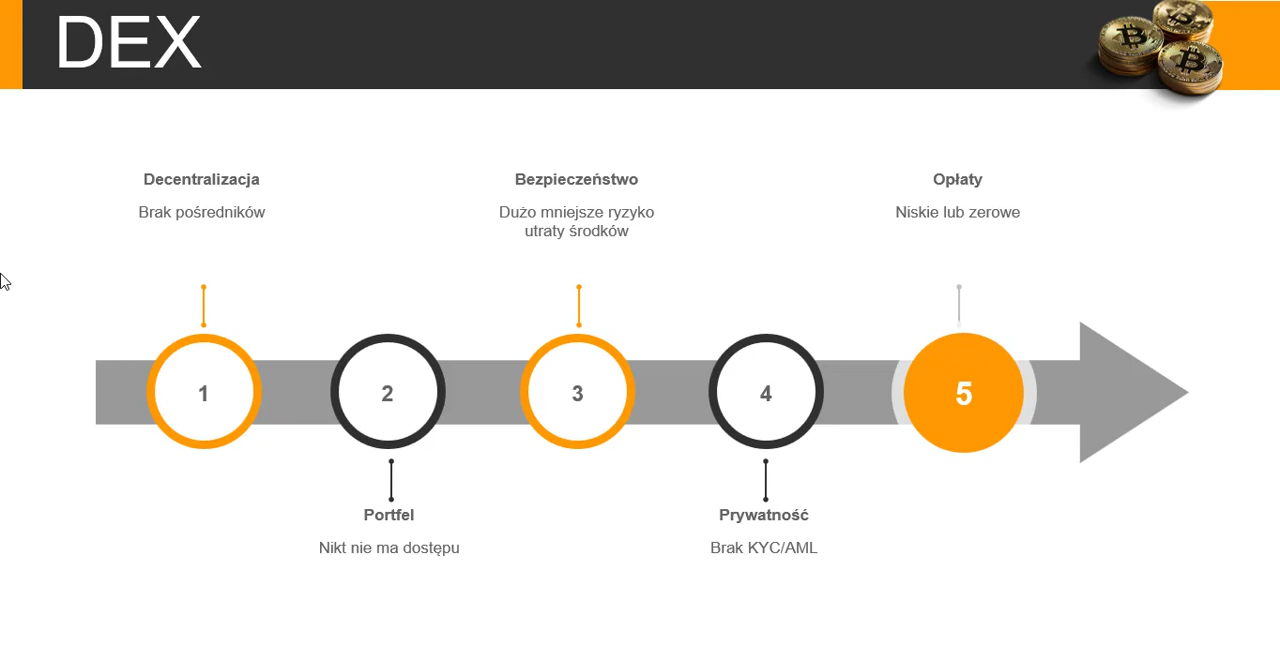 DEX
Decentralizacja
Brak pośredników
Bezpieczeństwo
Dużo mniejsze ryzyko
utraty środków
Opłaty
Niskie lub zerowe
1
2
3
4
5
Portfel
Nikt nie ma dostępu
Prywatność
Brak KYC/AML